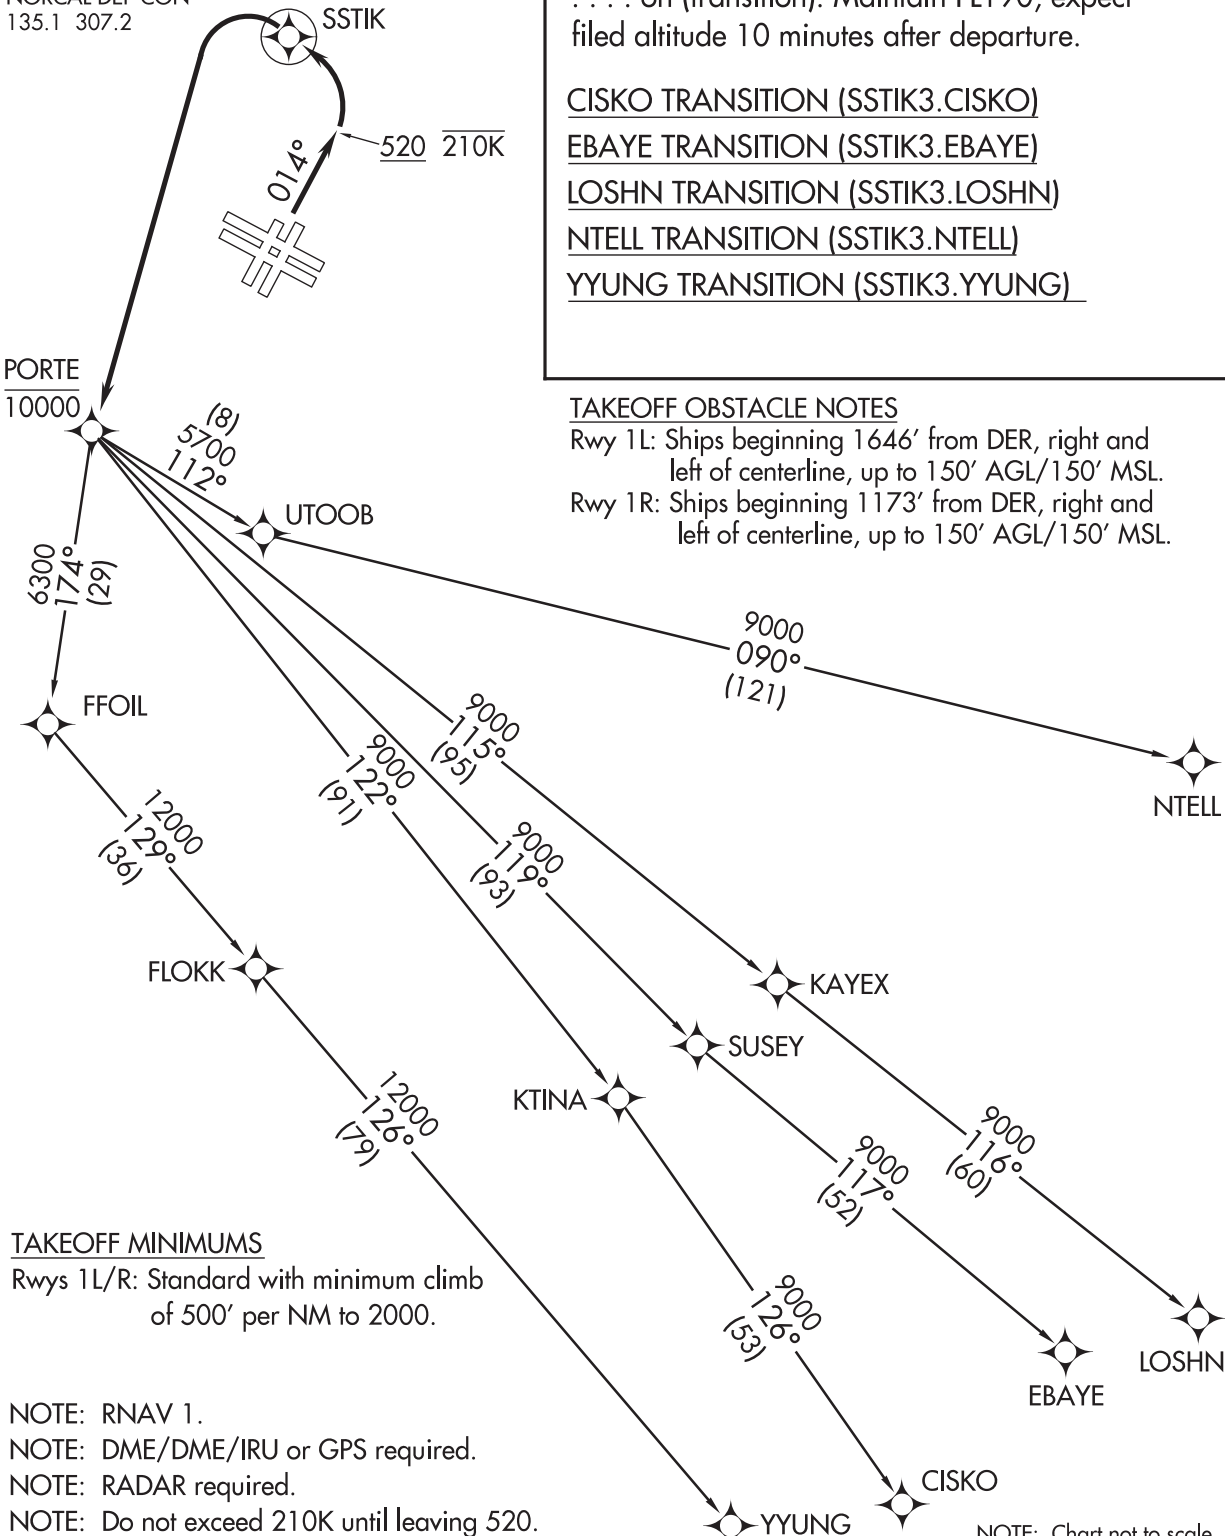 135.1 307.2
SSTIK
filed altitude 10 minutes after departure.
CISKO TRANSITION (SSTIK3.CISKO)
EBAYE TRANSITION (SSTIK3.EBAYE)
LOSHN TRANSITION (SSTIK3.LOSHN)
NTELL TRANSITION (SSTIK3.NTELL)
YYUNG TRANSITION (SSTIK3.YYUNG)
520 210K
014°
PORTE
10000
TAKEOFF OBSTACLE NOTES
Rwy 1L: Ships beginning 1646' from DER, right and
left of centerline, up to 150' AGL/150' MSL.
Rwy 1R: Ships beginning 1173' from DER, right and
left of centerline, up to 150' AGL/150' MSL.
(8)
5700
112°
UTOOB
6300
174°
(29)
9000
090°
(121)
NTELL
FFOIL
9000
115°
(95)
9000
122°
(91)
9000
119°
(93)
12000
129°
(36)
FLOKK
KAYEX
SUSEY
KTINA
12000
126°
(79)
9000
116°
(60)
9000
117°
(52)
9000
126°
(53)
LOSHN
EBAYE
CISKO
YYUNG
TAKEOFF MINIMUMS
Rwys 1L/R: Standard with minimum climb
of 500' per NM to 2000.
NOTE: RNAV 1.
NOTE: DME/DME/IRU or GPS required.
NOTE: RADAR required.
NOTE: Do not exceed 210K until leaving 520.
NOTE: Chart not to scale